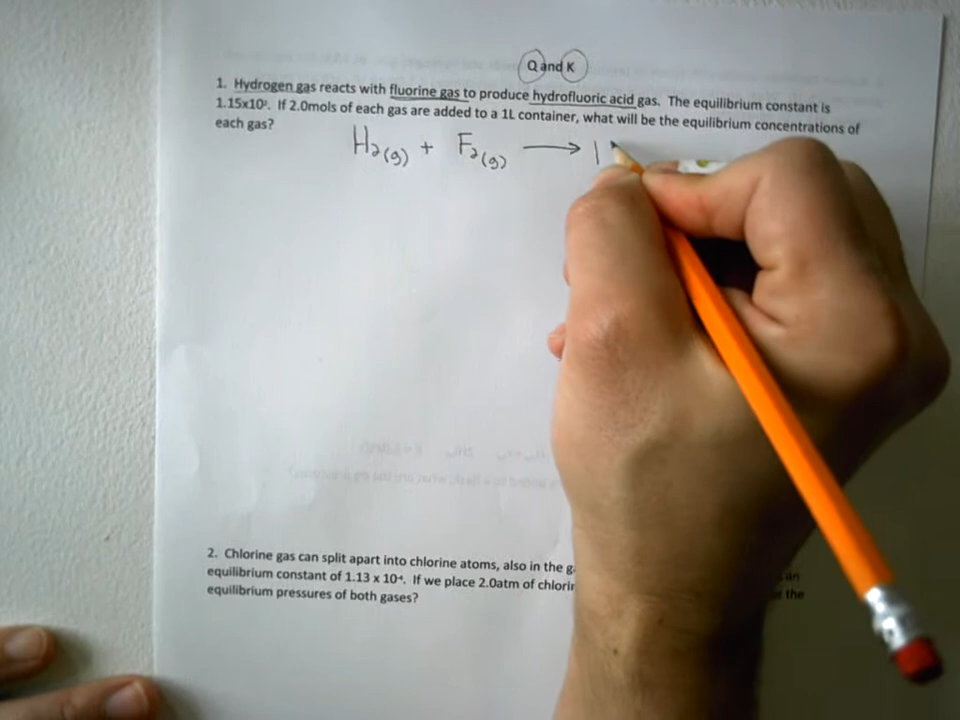 Q and K
1. Hydrogen gas reacts with fluorine gas to produce hydrofluoric acid gas. The equilibrium constant is
1.15x10². If 2.0mols of each gas are added to a 1L container, what will be the equilibrium concentrations of
each gas?
H₂(g) + F₂(g) →
2. Chlorine gas can split apart into chlorine atoms, also in the
equilibrium constant of 1.13 x 10⁻⁴. If we place 2.0atm of
equilibrium pressures of both gases?